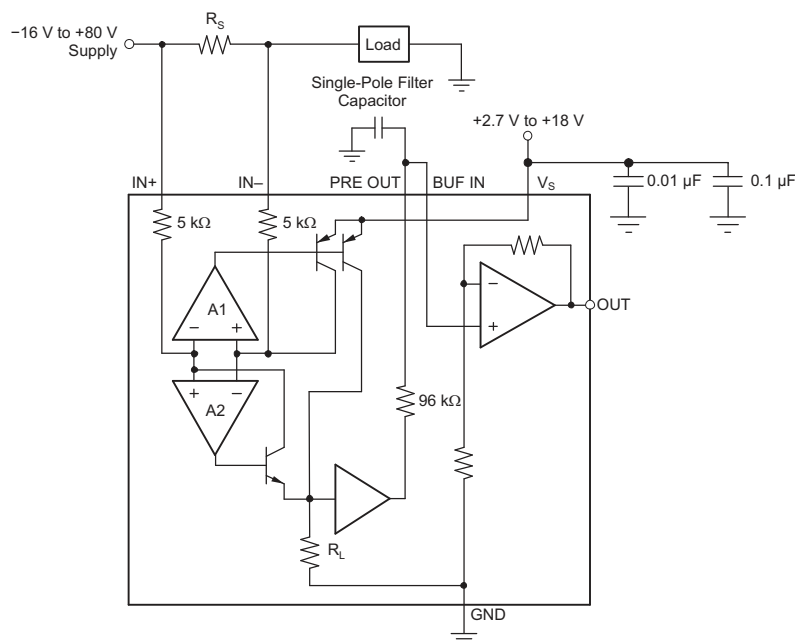 −16 V to +80 V
Supply
R_S
Load
Single-Pole Filter
Capacitor
+2.7 V to +18 V
IN+
IN−
PRE OUT
BUF IN
V_S
0.01 µF
0.1 µF
5 kΩ
5 kΩ
A1
− +
A2
+ −
−
+
OUT
96 kΩ
R_L
GND